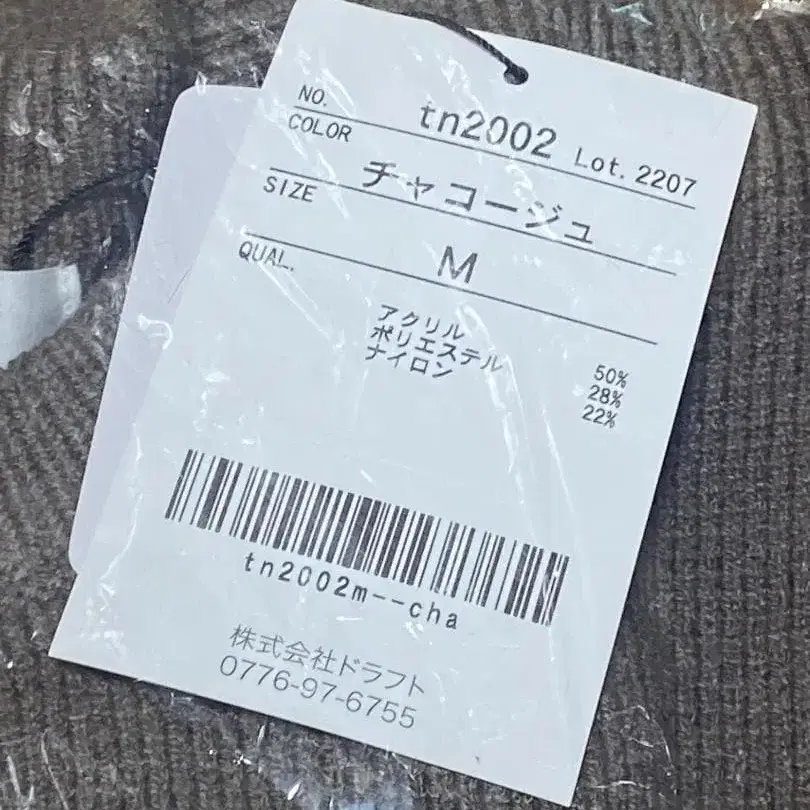 NO. tn2002 Lot.2207
COLOR チャコージュ
SIZE M
QUAL.
アクリル 50%
ポリエステル 28%
ナイロン 22%
tn2002m--cha
株式会社ドラフト
0776-97-6755